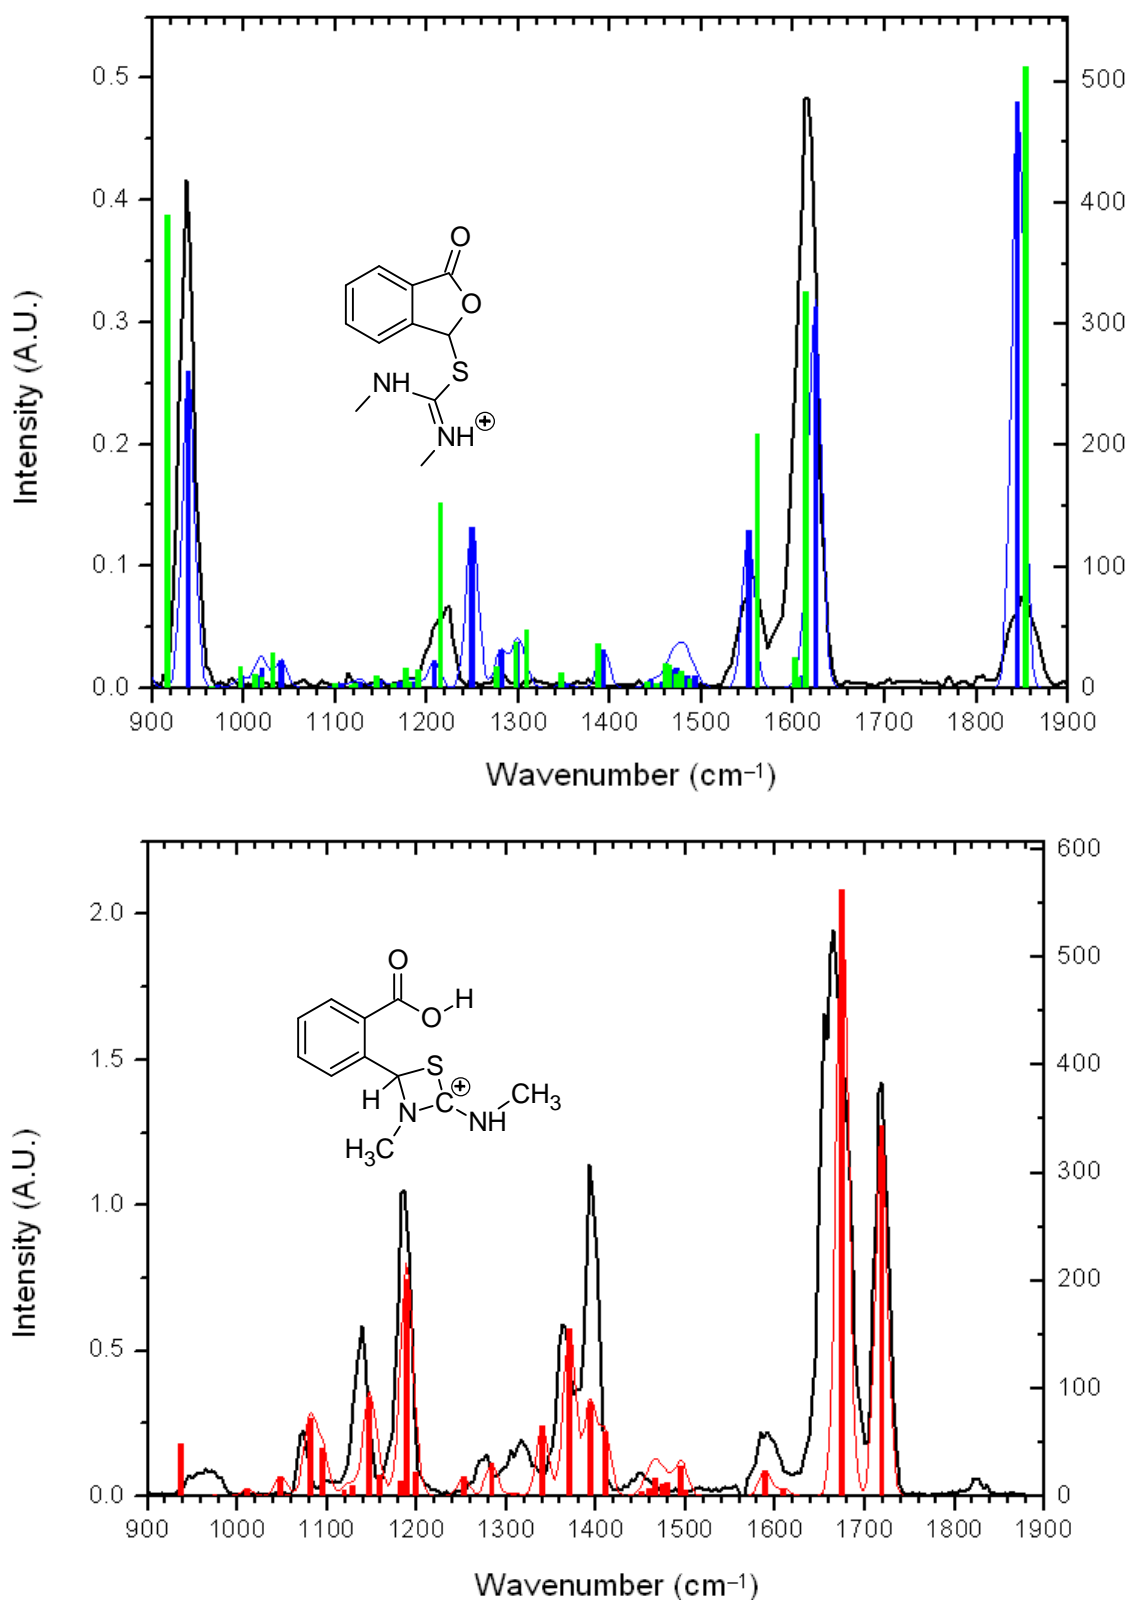 0.5
0.4
0.3
0.2
0.1
0.0
500
400
300
200
100
0
Intensity (A.U.)
O
O
S
NH
NH
⊕
900 1000 1100 1200 1300 1400 1500 1600 1700 1800 1900
Wavenumber (cm⁻¹)
2.0
1.5
1.0
0.5
0.0
600
500
400
300
200
100
0
Intensity (A.U.)
O
H
O
S
⊕
H
N
C
NH
CH₃
H₃C
900 1000 1100 1200 1300 1400 1500 1600 1700 1800 1900
Wavenumber (cm⁻¹)